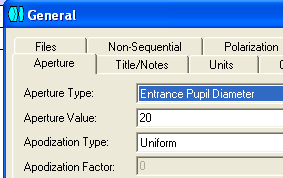 General
Files Non-Sequential Polarization
Aperture Title/Notes Units
Aperture Type: Entrance Pupil Diameter
Aperture Value: 20
Apodization Type: Uniform
Apodization Factor: 0